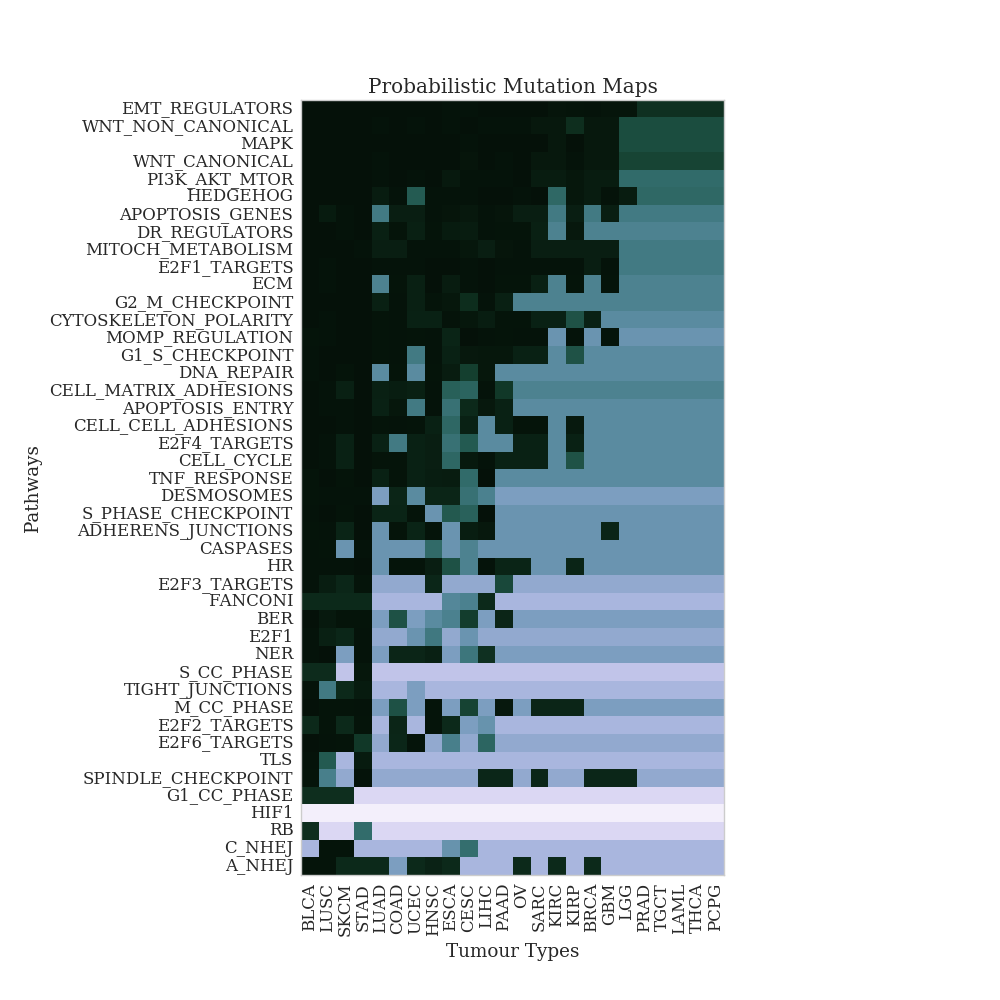 Probabilistic Mutation Maps
EMT_REGULATORS
WNT_NON_CANONICAL
MAPK
WNT_CANONICAL
PI3K_AKT_MTOR
HEDGEHOG
APOPTOSIS_GENES
DR_REGULATORS
MITOCH_METABOLISM
E2F1_TARGETS
ECM
G2_M_CHECKPOINT
CYTOSKELETON_POLARITY
MOMP_REGULATION
G1_S_CHECKPOINT
DNA_REPAIR
CELL_MATRIX_ADHESIONS
APOPTOSIS_ENTRY
CELL_CELL_ADHESIONS
E2F4_TARGETS
CELL_CYCLE
TNF_RESPONSE
DESMOSOMES
S_PHASE_CHECKPOINT
ADHERENS_JUNCTIONS
CASPASES
HR
E2F3_TARGETS
FANCONI
BER
E2F1
NER
S_CC_PHASE
TIGHT_JUNCTIONS
M_CC_PHASE
E2F2_TARGETS
E2F6_TARGETS
TLS
SPINDLE_CHECKPOINT
G1_CC_PHASE
HIF1
RB
C_NHEJ
A_NHEJ
Pathways
BLCA
LUSC
SKCM
STAD
LUAD
COAD
UCEC
HNSC
ESCA
CESC
LIHC
PAAD
OV
SARC
KIRC
KIRP
BRCA
GBM
LGG
PRAD
TGCT
LAML
THCA
PCPG
Tumour Types